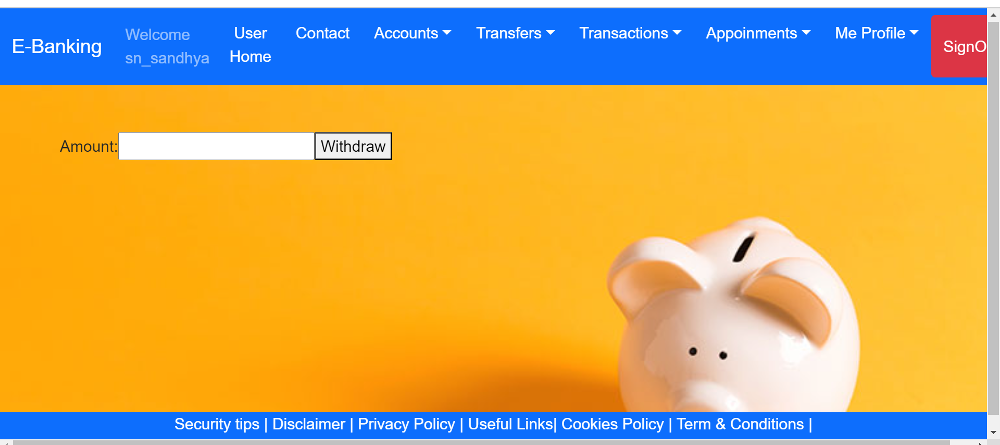 E-Banking
Welcome
sn_sandhya
User
Home
Contact
Accounts
Transfers
Transactions
Appoinments
Me Profile
SignO
Amount:
Withdraw
Security tips | Disclaimer | Privacy Policy | Useful Links| Cookies Policy | Term & Conditions |